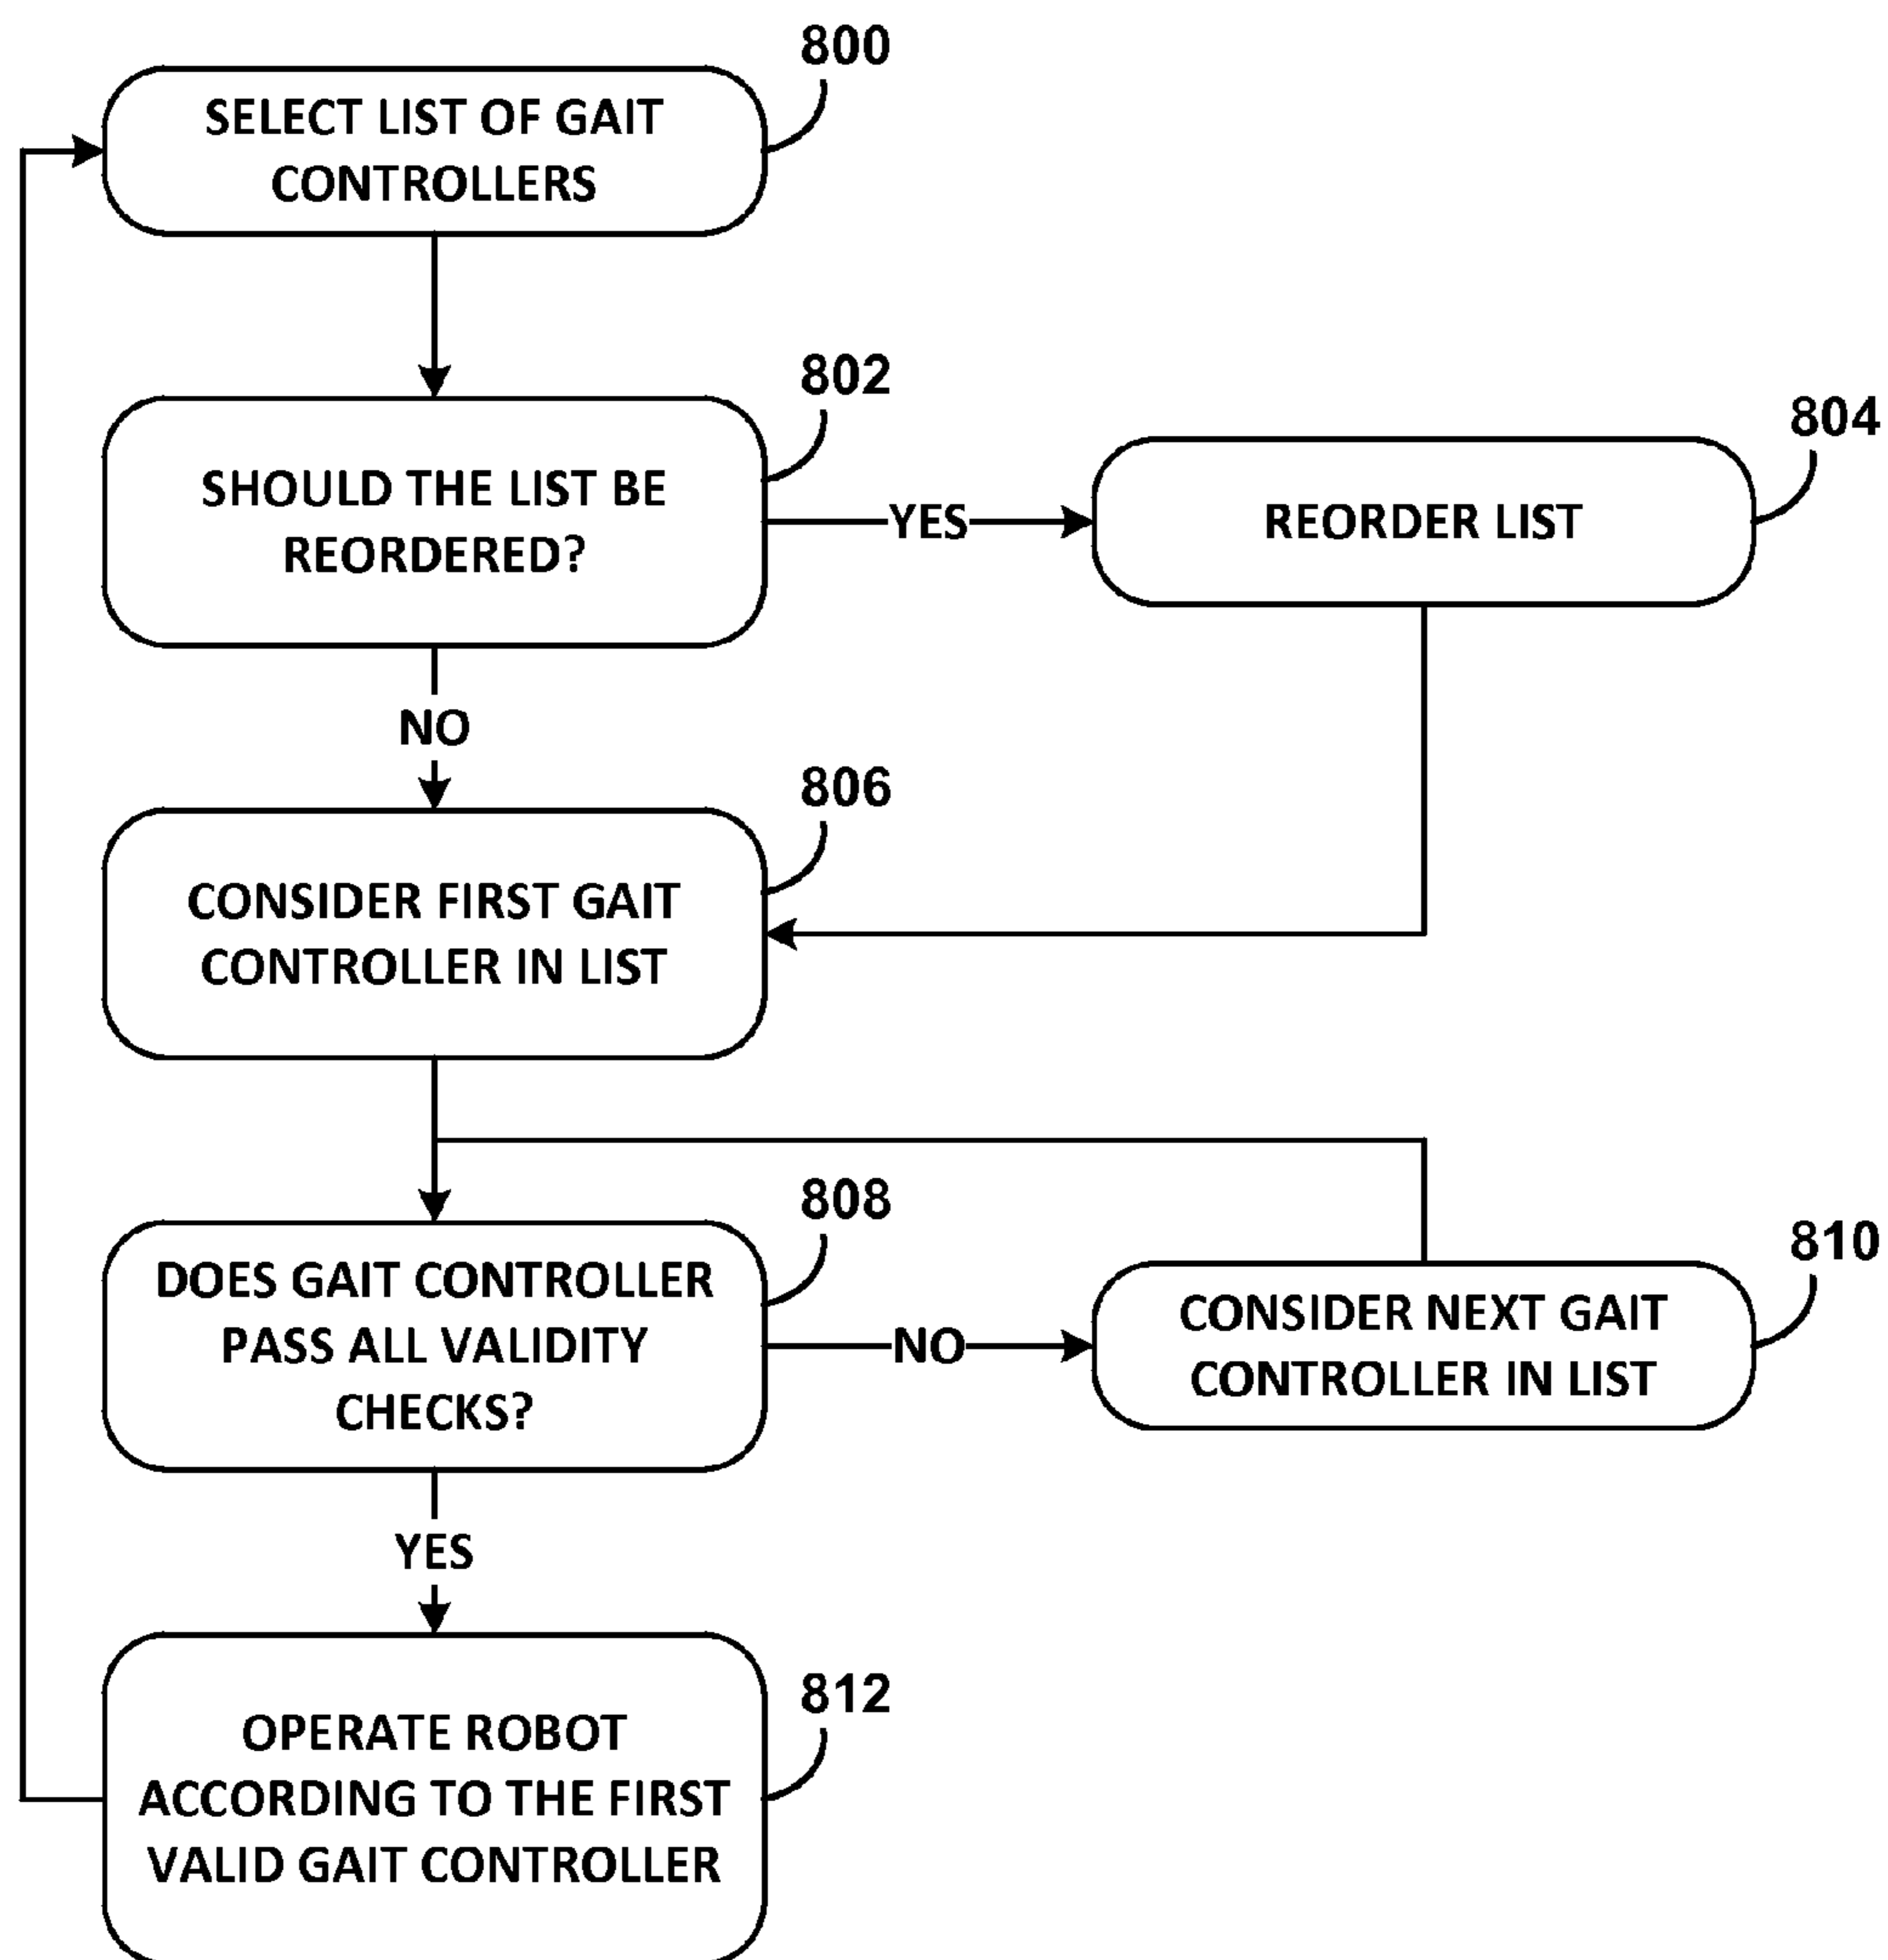 800
SELECT LIST OF GAIT
CONTROLLERS
802
SHOULD THE LIST BE
REORDERED?
YES
804
REORDER LIST
NO
806
CONSIDER FIRST GAIT
CONTROLLER IN LIST
808
DOES GAIT CONTROLLER
PASS ALL VALIDITY
CHECKS?
NO
810
CONSIDER NEXT GAIT
CONTROLLER IN LIST
YES
812
OPERATE ROBOT
ACCORDING TO THE FIRST
VALID GAIT CONTROLLER